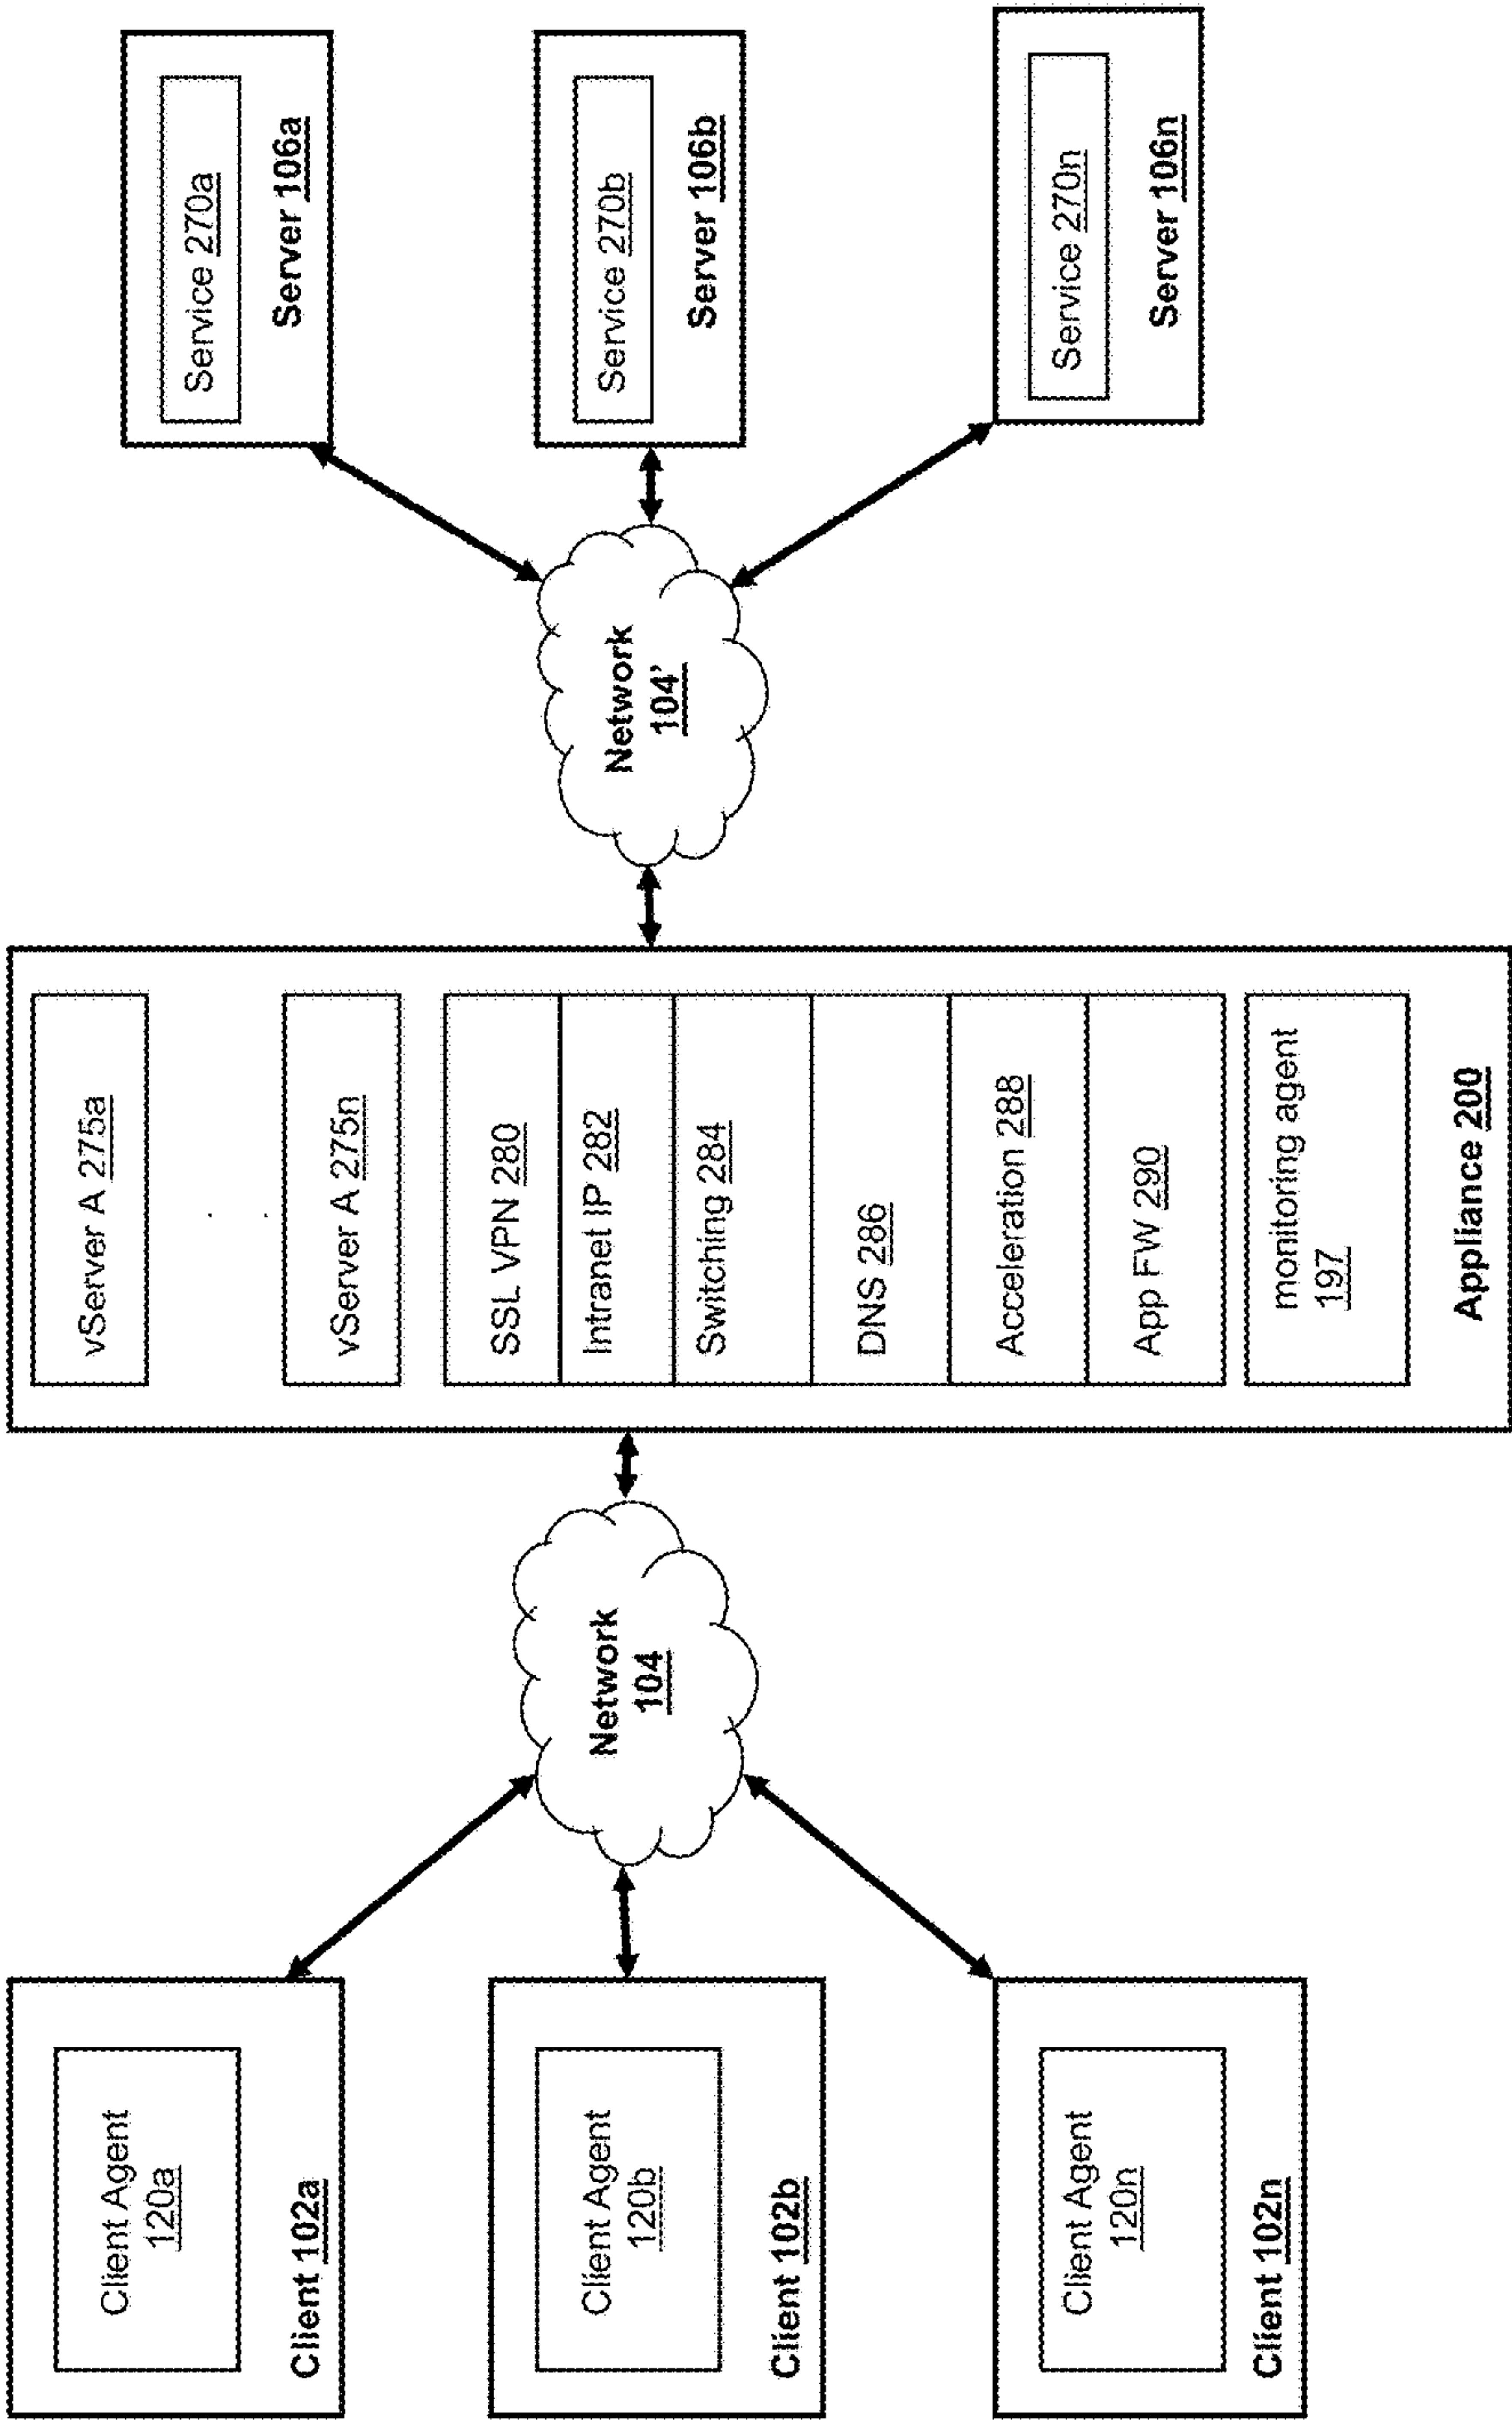 Client Agent
120a
Client 102a
Client Agent
120b
Client 102b
Client Agent
120n
Client 102n
Network
104
vServer A 275a
vServer A 275n
SSL VPN 280
Intranet IP 282
Switching 284
DNS 286
Acceleration 288
App FW 290
monitoring agent
197
Appliance 200
Network
104'
Service 270a
Server 106a
Service 270b
Server 106b
Service 270n
Server 106n